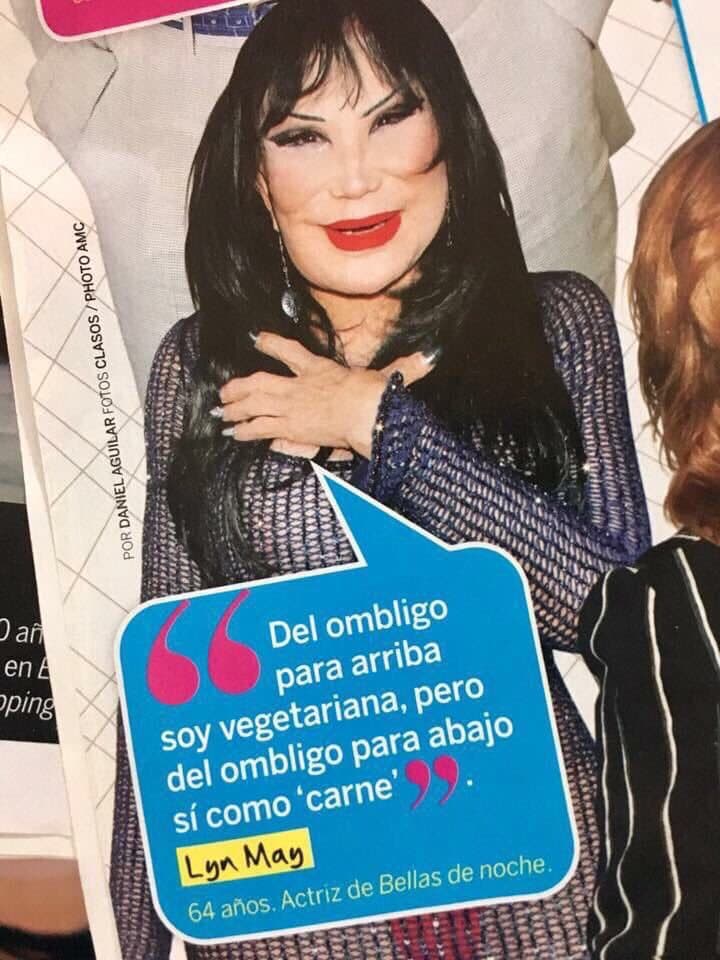 POR DANIEL AGUILAR FOTOS CLASOS / PHOTO AMC
“Del ombligo
para arriba
soy vegetariana, pero
del ombligo para abajo
sí como ‘carne’”.
Lyn May
64 años. Actriz de Bellas de noche.
0 añ
en E
pping